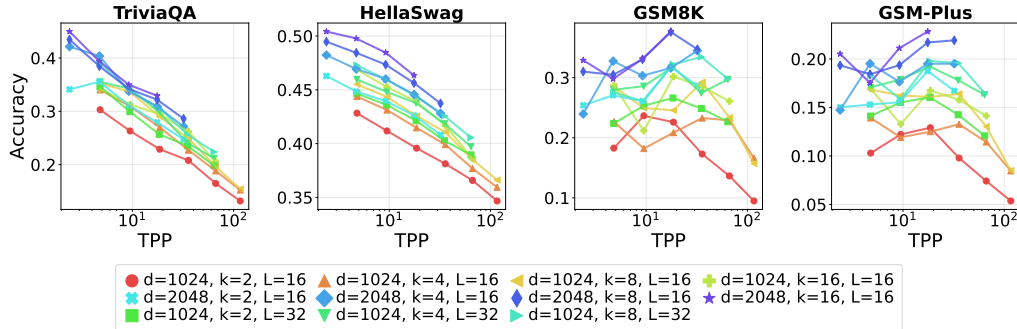 TriviaQA
HellaSwag
GSM8K
GSM-Plus
Accuracy
0.4
0.3
0.2
10¹
10²
TPP
0.50
0.45
0.40
0.35
10¹
10²
TPP
0.4
0.3
0.2
0.1
10¹
10²
TPP
0.20
0.15
0.10
0.05
10¹
10²
TPP
d=1024, k=2, L=16
d=1024, k=4, L=16
d=1024, k=8, L=16
d=1024, k=16, L=16
d=2048, k=2, L=16
d=2048, k=4, L=16
d=2048, k=8, L=16
d=2048, k=16, L=16
d=1024, k=2, L=32
d=1024, k=4, L=32
d=1024, k=8, L=32